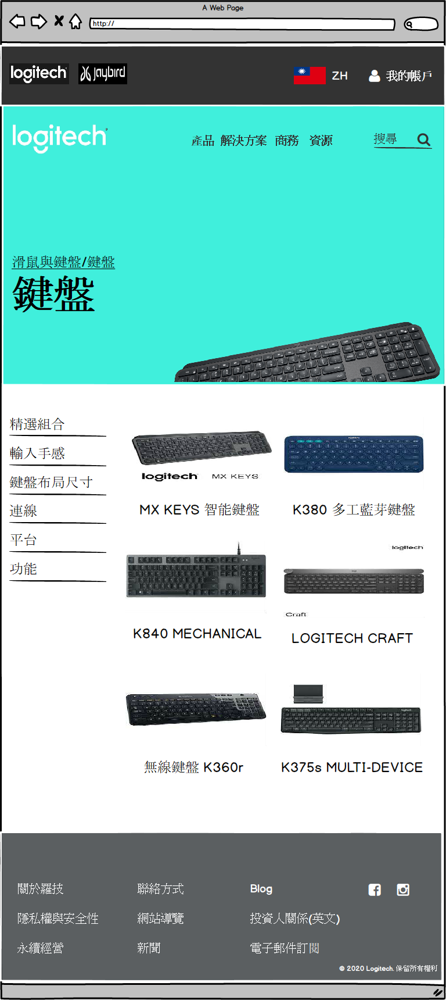 A Web Page
http://
logitech
jaybird
ZH
我的帳戶
logitech
產品 解決方案 商務 資源
搜尋
滑鼠與鍵盤/鍵盤
鍵盤
精選組合
輸入手感
鍵盤布局尺寸
連線
平台
功能
logitech MX KEYS
MX KEYS 智能鍵盤
K380 多工藍芽鍵盤
K840 MECHANICAL
logitech
Craft
LOGITECH CRAFT
無線鍵盤 K360r
K375s MULTI-DEVICE
關於羅技 聯絡方式 Blog
隱私權與安全性 網站導覽 投資人關係(英文)
永續經營 新聞 電子郵件訂閱
© 2020 Logitech. 保留所有權利